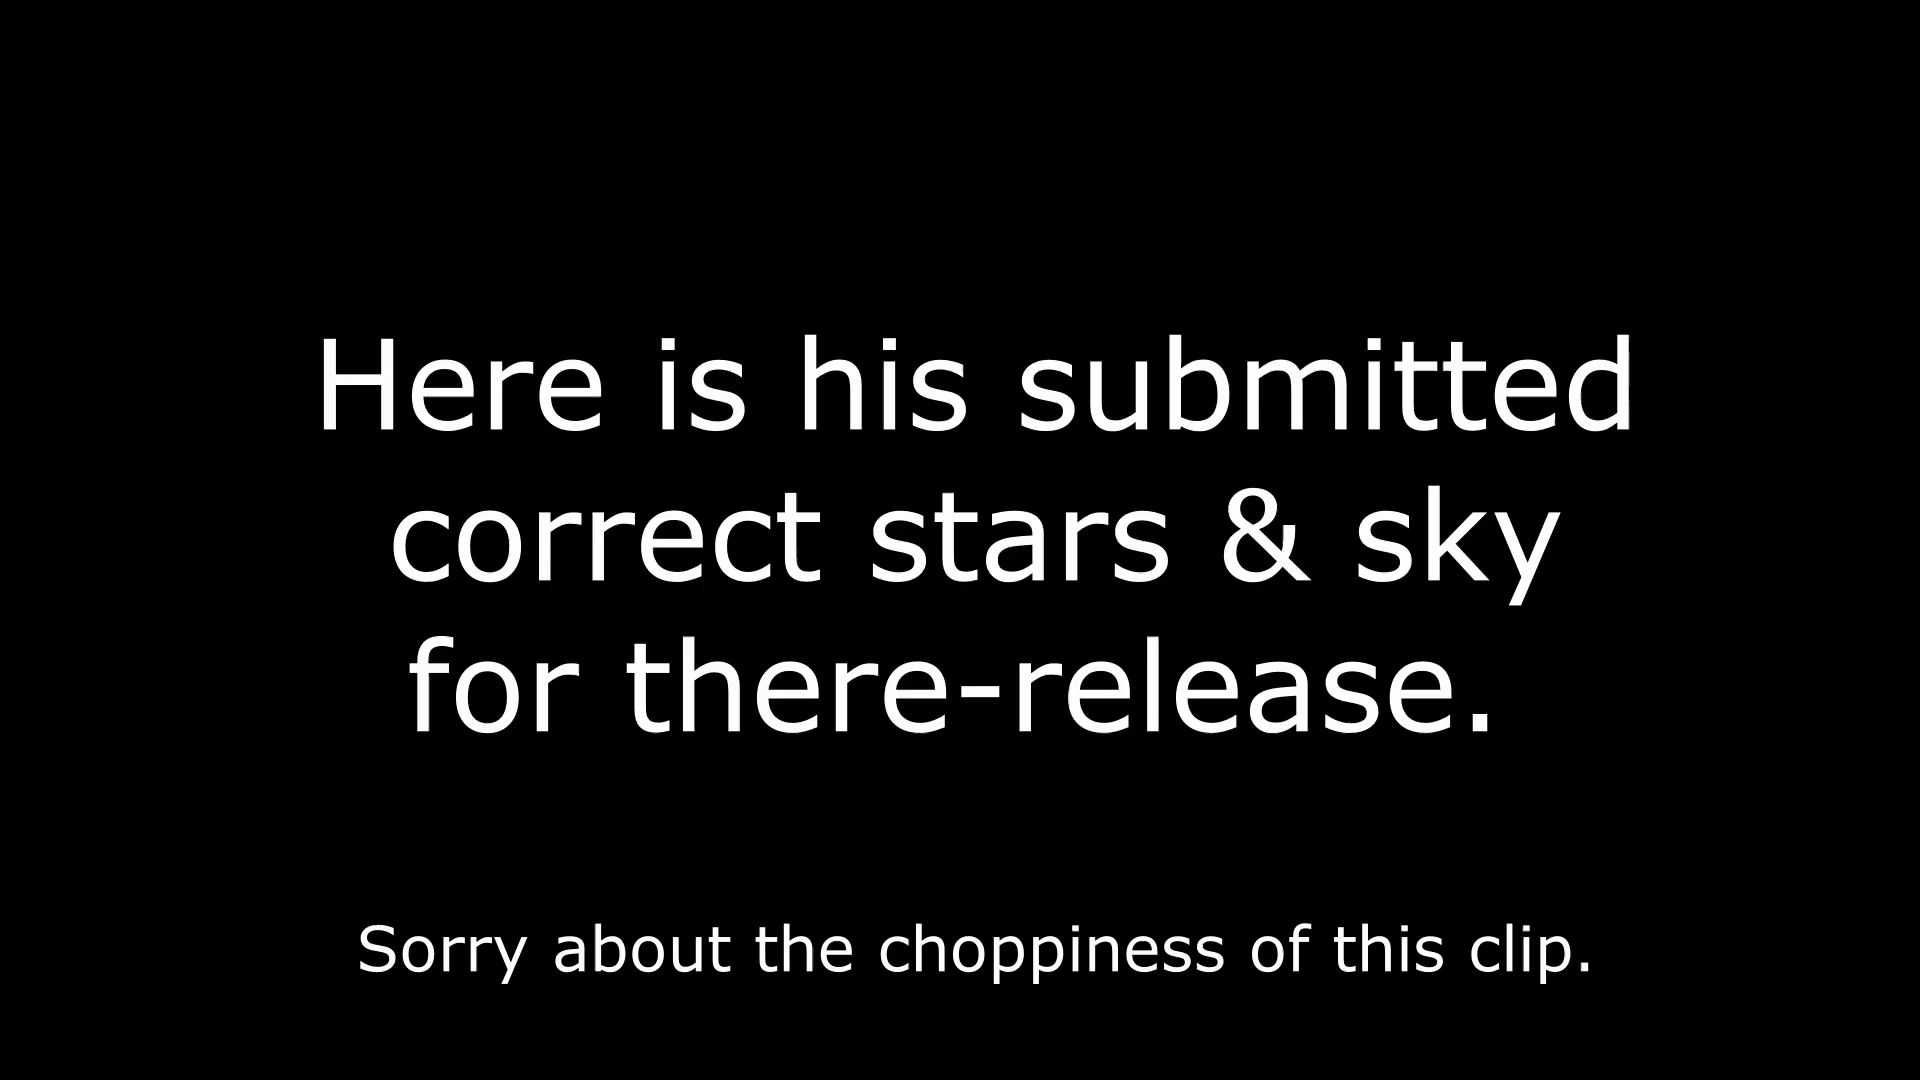 Here is his submitted
correct stars & sky
for there-release.
Sorry about the choppiness of this clip.